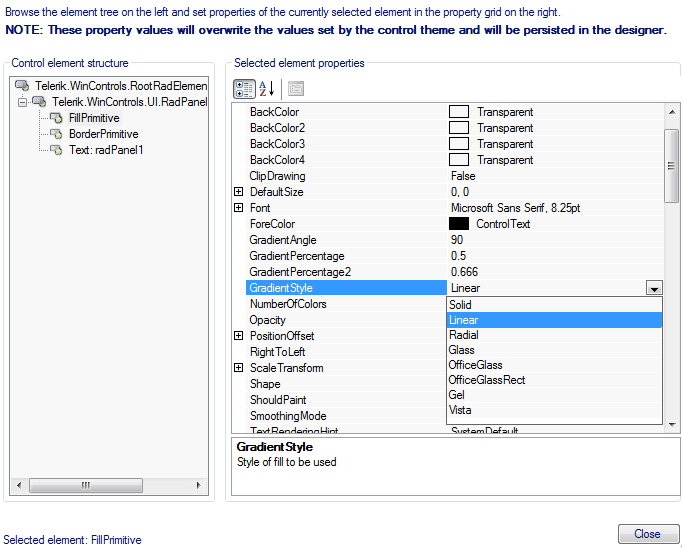 Browse the element tree on the left and set properties of the currently selected element in the property grid on the right.
NOTE: These property values will overwrite the values set by the control theme and will be persisted in the designer.
Control element structure
Telerik.WinControls.RootRadElemen
Telerik.WinControls.UI.RadPanel
FillPrimitive
BorderPrimitive
Text: radPanel1
Selected element properties
BackColor Transparent
BackColor2 Transparent
BackColor3 Transparent
BackColor4 Transparent
ClipDrawing False
DefaultSize 0, 0
Font Microsoft Sans Serif, 8.25pt
ForeColor ControlText
GradientAngle 90
GradientPercentage 0.5
GradientPercentage2 0.666
GradientStyle Linear
NumberOfColors
Opacity
PositionOffset
RightToLeft
ScaleTransform
Shape
ShouldPaint
SmoothingMode
TextRenderingHint SystemDefault
Solid
Linear
Radial
Glass
OfficeGlass
OfficeGlassRect
Gel
Vista
GradientStyle
Style of fill to be used
Selected element: FillPrimitive
Close